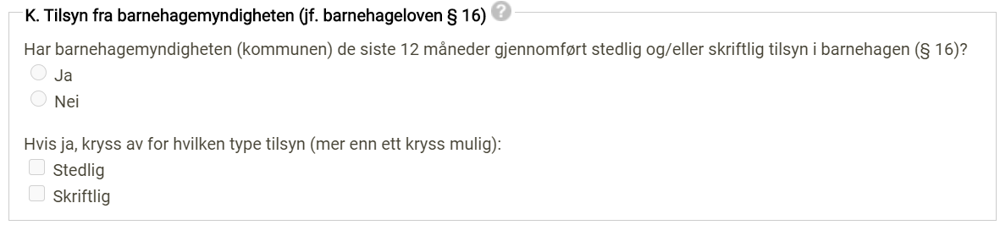 K. Tilsyn fra barnehagemyndigheten (jf. barnehageloven § 16) ?
Har barnehagemyndigheten (kommunen) de siste 12 måneder gjennomført stedlig og/eller skriftlig tilsyn i barnehagen (§ 16)?
Ja
Nei
Hvis ja, kryss av for hvilken type tilsyn (mer enn ett kryss mulig):
Stedlig
Skriftlig